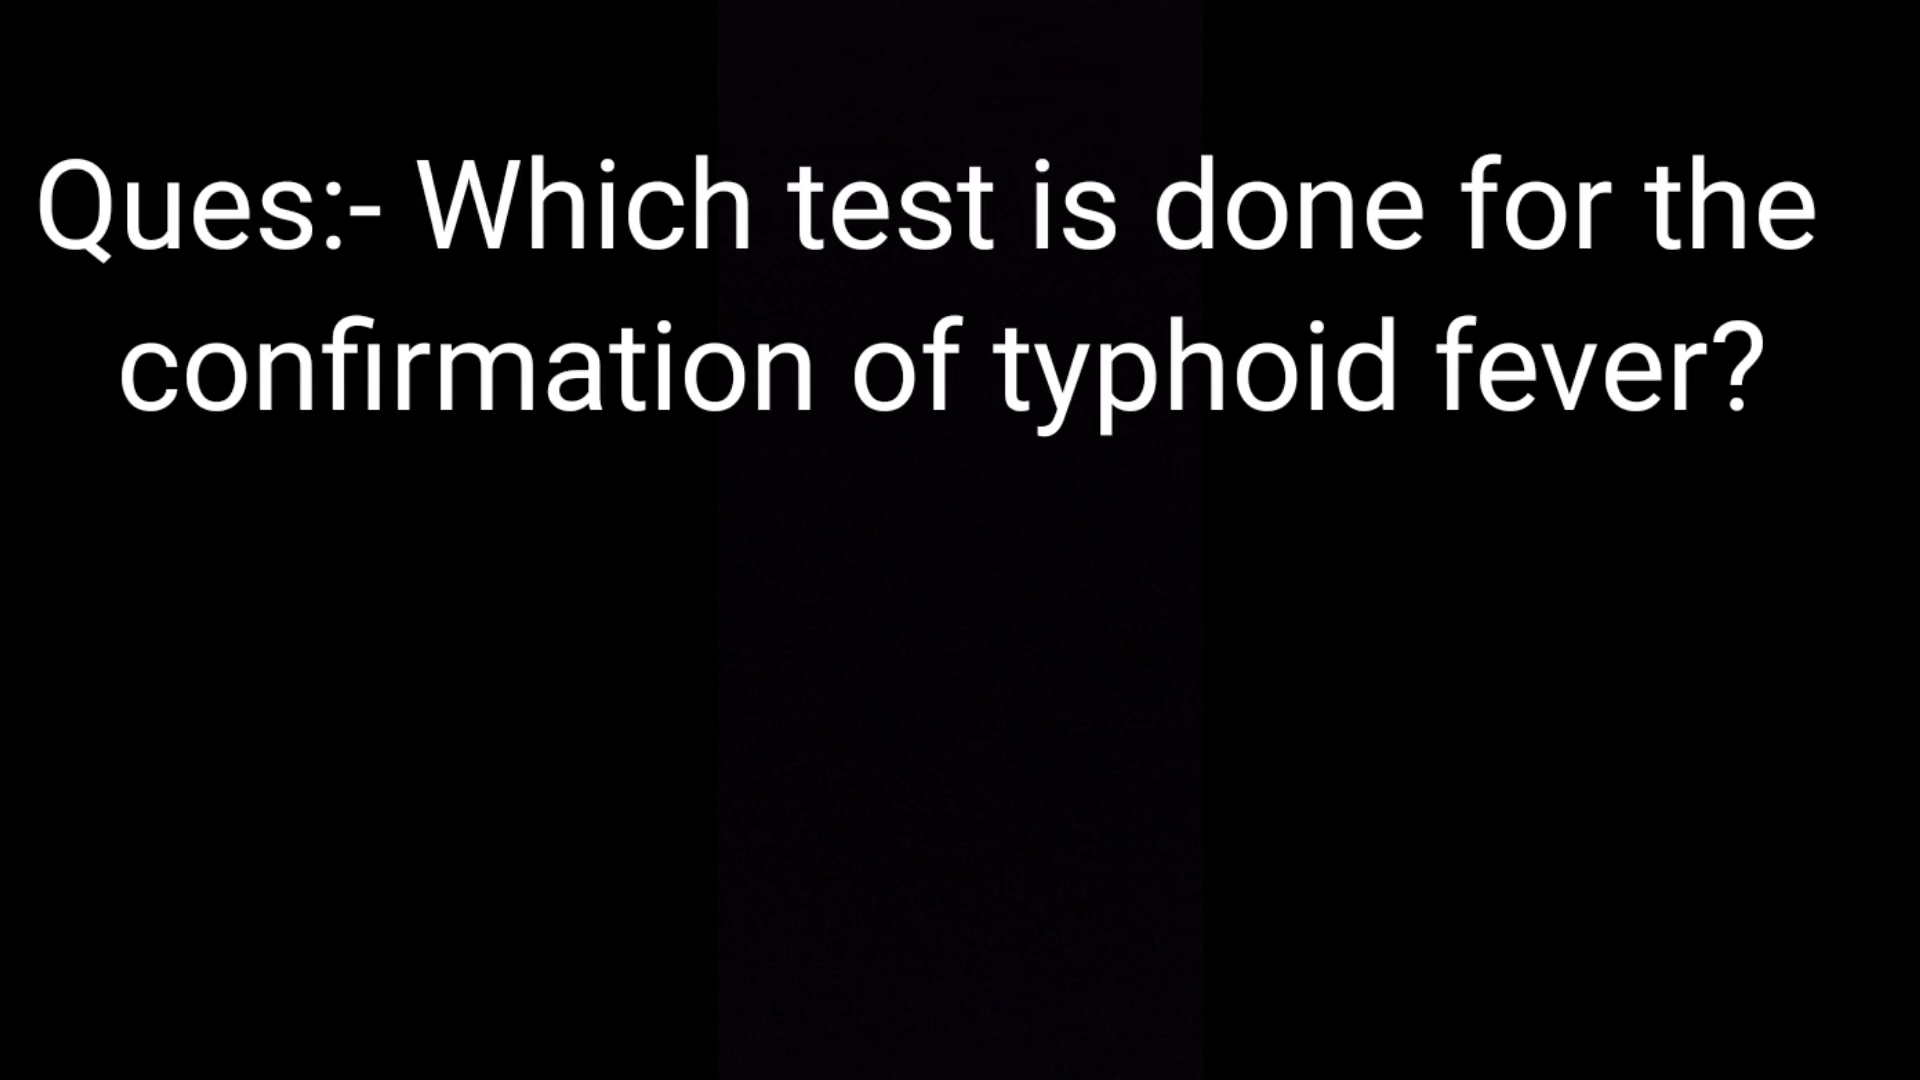 Ques:- Which test is done for the
confirmation of typhoid fever?